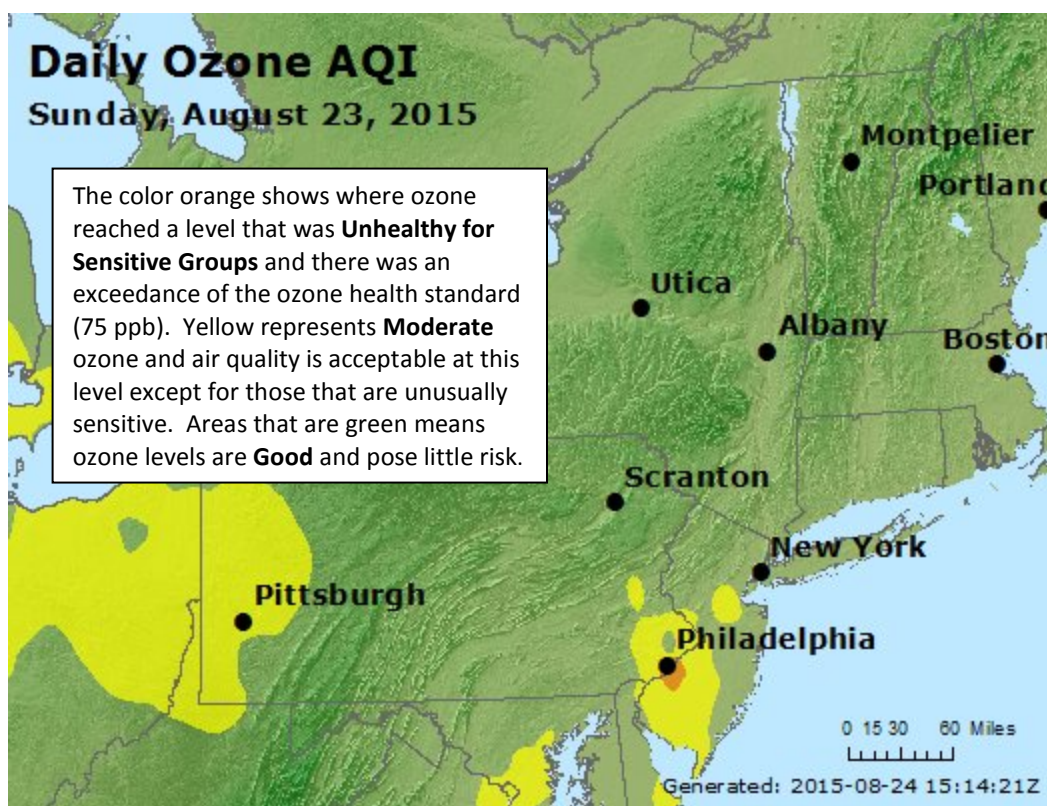 Daily Ozone AQI
Sunday, August 23, 2015
The color orange shows where ozone
reached a level that was Unhealthy for
Sensitive Groups and there was an
exceedance of the ozone health standard
(75 ppb).  Yellow represents Moderate
ozone and air quality is acceptable at this
level except for those that are unusually
sensitive.  Areas that are green means
ozone levels are Good and pose little risk.
Montpelier
Portland
Utica
Albany
Boston
Scranton
New York
Pittsburgh
Philadelphia
0 15 30 60 Miles
Generated: 2015-08-24 15:14:21Z